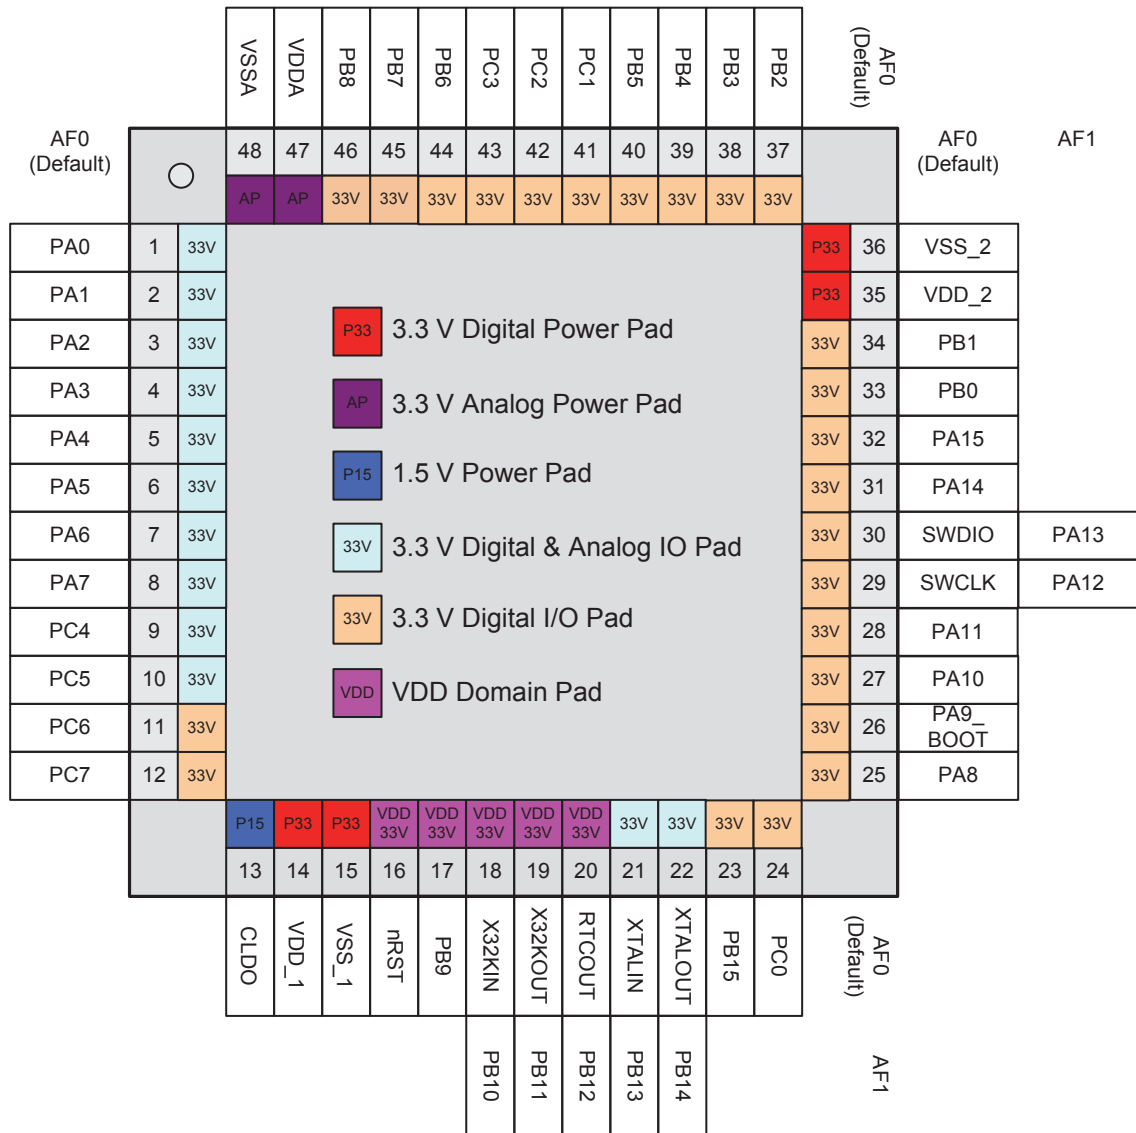 VSSA VDDA PB8 PB7 PB6 PC3 PC2 PC1 PB5 PB4 PB3 PB2
AF0
(Default)
AF0
(Default)
48 47 46 45 44 43 42 41 40 39 38 37
AF0
(Default)
AF1
AP AP 33V 33V 33V 33V 33V 33V 33V 33V 33V 33V
PA0 1 33V
P33 36 VSS_2
PA1 2 33V
P33 35 VDD_2
PA2 3 33V
P33 3.3 V Digital Power Pad
33V 34 PB1
PA3 4 33V
AP 3.3 V Analog Power Pad
33V 33 PB0
PA4 5 33V
33V 32 PA15
PA5 6 33V
P15 1.5 V Power Pad
33V 31 PA14
PA6 7 33V
33V 3.3 V Digital & Analog IO Pad
33V 30 SWDIO PA13
PA7 8 33V
33V 29 SWCLK PA12
PC4 9 33V
33V 3.3 V Digital I/O Pad
33V 28 PA11
PC5 10 33V
VDD VDD Domain Pad
33V 27 PA10
PC6 11 33V
33V 26 PA9_
BOOT
PC7 12 33V
33V 25 PA8
P15 P33 P33 VDD VDD VDD VDD VDD 33V 33V 33V 33V
33V 33V 33V 33V 33V
13 14 15 16 17 18 19 20 21 22 23 24
CLDO VDD_1 VSS_1 nRST PB9 X32KIN X32KOUT RTCOUT XTALIN XTALOUT PB15 PC0
AF0
(Default)
PB10 PB11 PB12 PB13 PB14
AF1